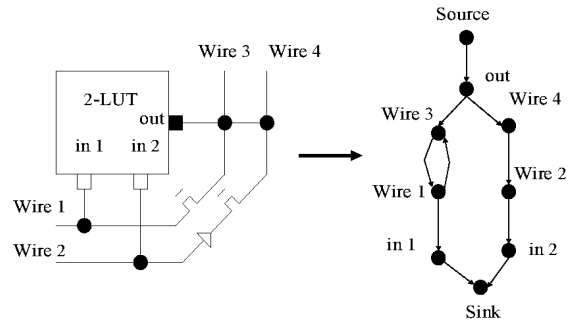 Source
Wire 3 Wire 4
out
2-LUT
Wire 4
out
Wire 3
in 1 in 2
Wire 1
Wire 1
Wire 2
Wire 2
in 1
in 2
Sink